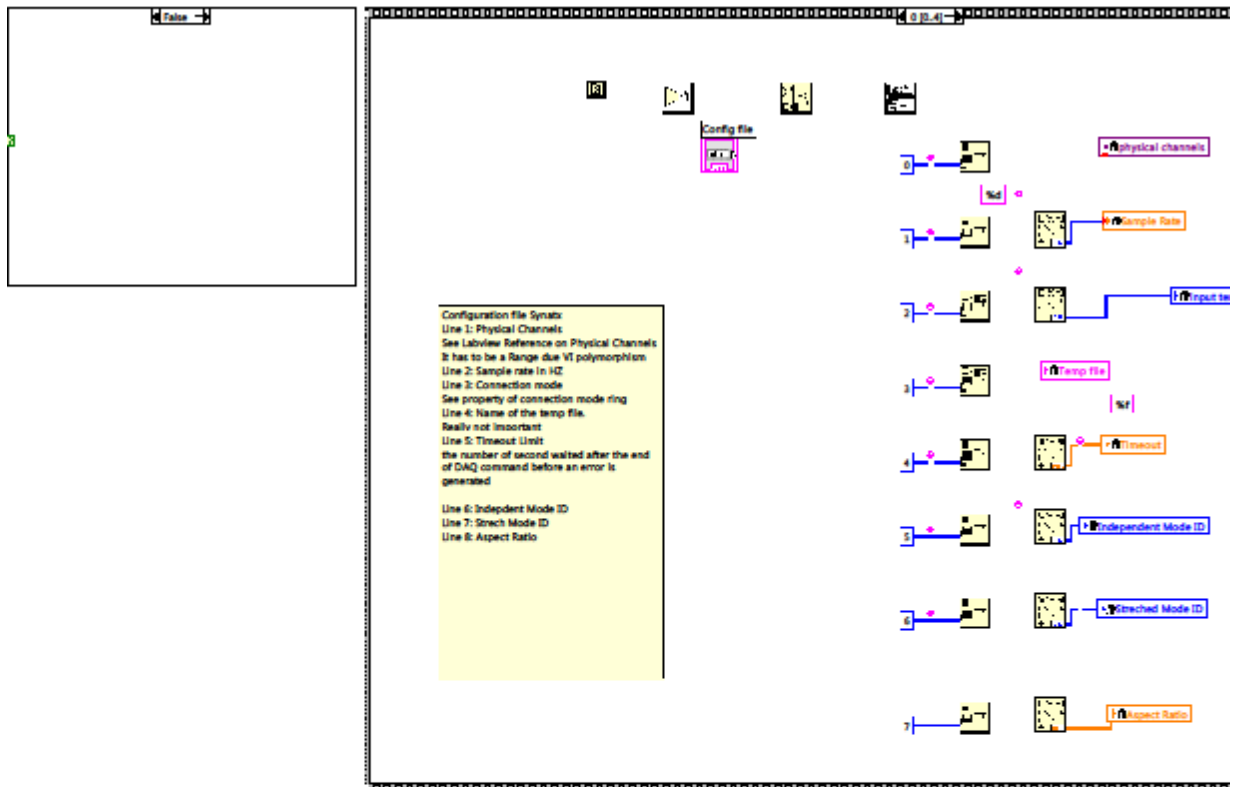 False
0 [0..4]
Config file
0
physical channels
%d
1
Sample Rate
2
Input te
Configuration file Synatx
Line 1: Physical Channels
See Labview Reference on Physical Channels
It has to be a Range due VI polymorphism
Line 2: Sample rate in HZ
Line 3: Connection mode
See property of connection mode ring
Line 4: Name of the temp file.
Really not important
Line 5: Timeout Limit
the number of second waited after the end
of DAQ command before an error is
generated
Line 6: Indepdent Mode ID
Line 7: Strech Mode ID
Line 8: Aspect Ratio
3
Temp file
%f
4
Timeout
5
Independent Mode ID
6
Streched Mode ID
7
Aspect Ratio